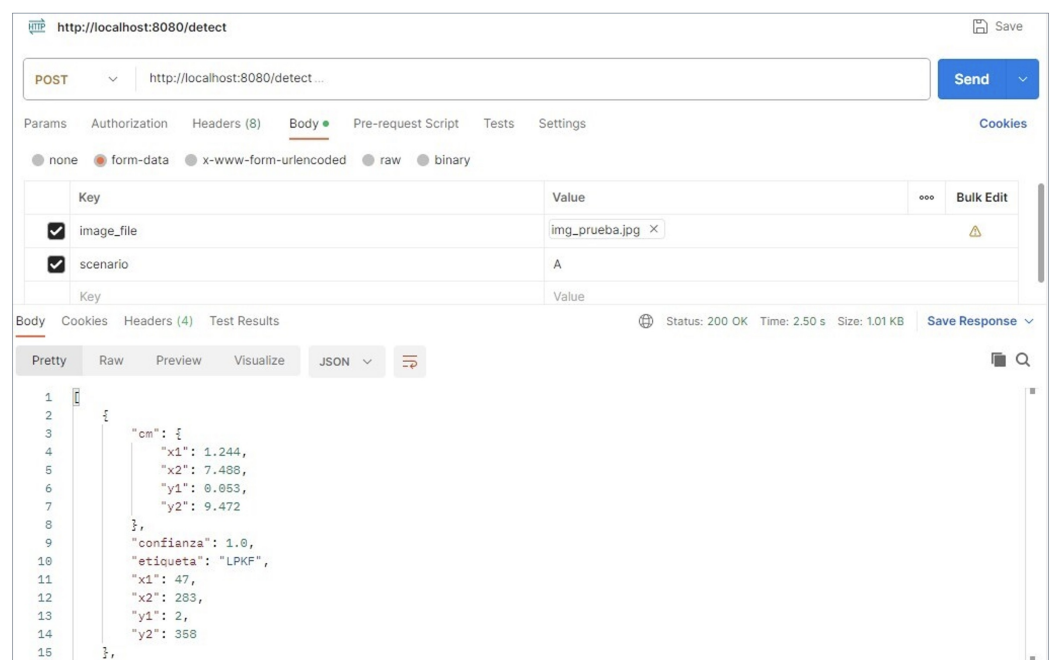 HTTP http://localhost:8080/detect Save
POST http://localhost:8080/detect ... Send
Params Authorization Headers (8) Body Pre-request Script Tests Settings Cookies
none form-data x-www-form-urlencoded raw binary
Key Value ooo Bulk Edit
image_file img_prueba.jpg ×
scenario A
Key Value
Body Cookies Headers (4) Test Results Status: 200 OK Time: 2.50 s Size: 1.01 KB Save Response
Pretty Raw Preview Visualize JSON
1 [
2 {
3 "cm": {
4 "x1": 1.244,
5 "x2": 7.488,
6 "y1": 0.053,
7 "y2": 9.472
8 },
9 "confianza": 1.0,
10 "etiqueta": "LPKF",
11 "x1": 47,
12 "x2": 283,
13 "y1": 2,
14 "y2": 358
15 },